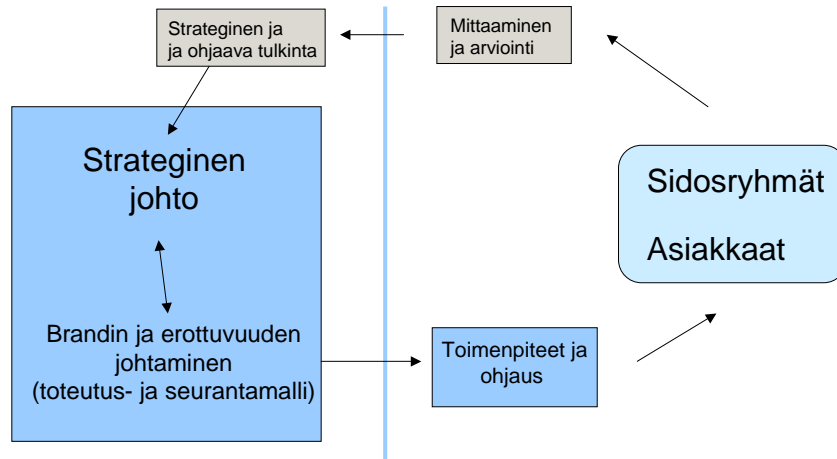 Strateginen ja
ja ohjaava tulkinta
Mittaaminen
ja arviointi
Strateginen
johto
Sidosryhmät
Asiakkaat
Brandin ja erottuvuuden
johtaminen
(toteutus- ja seurantamalli)
Toimenpiteet ja
ohjaus